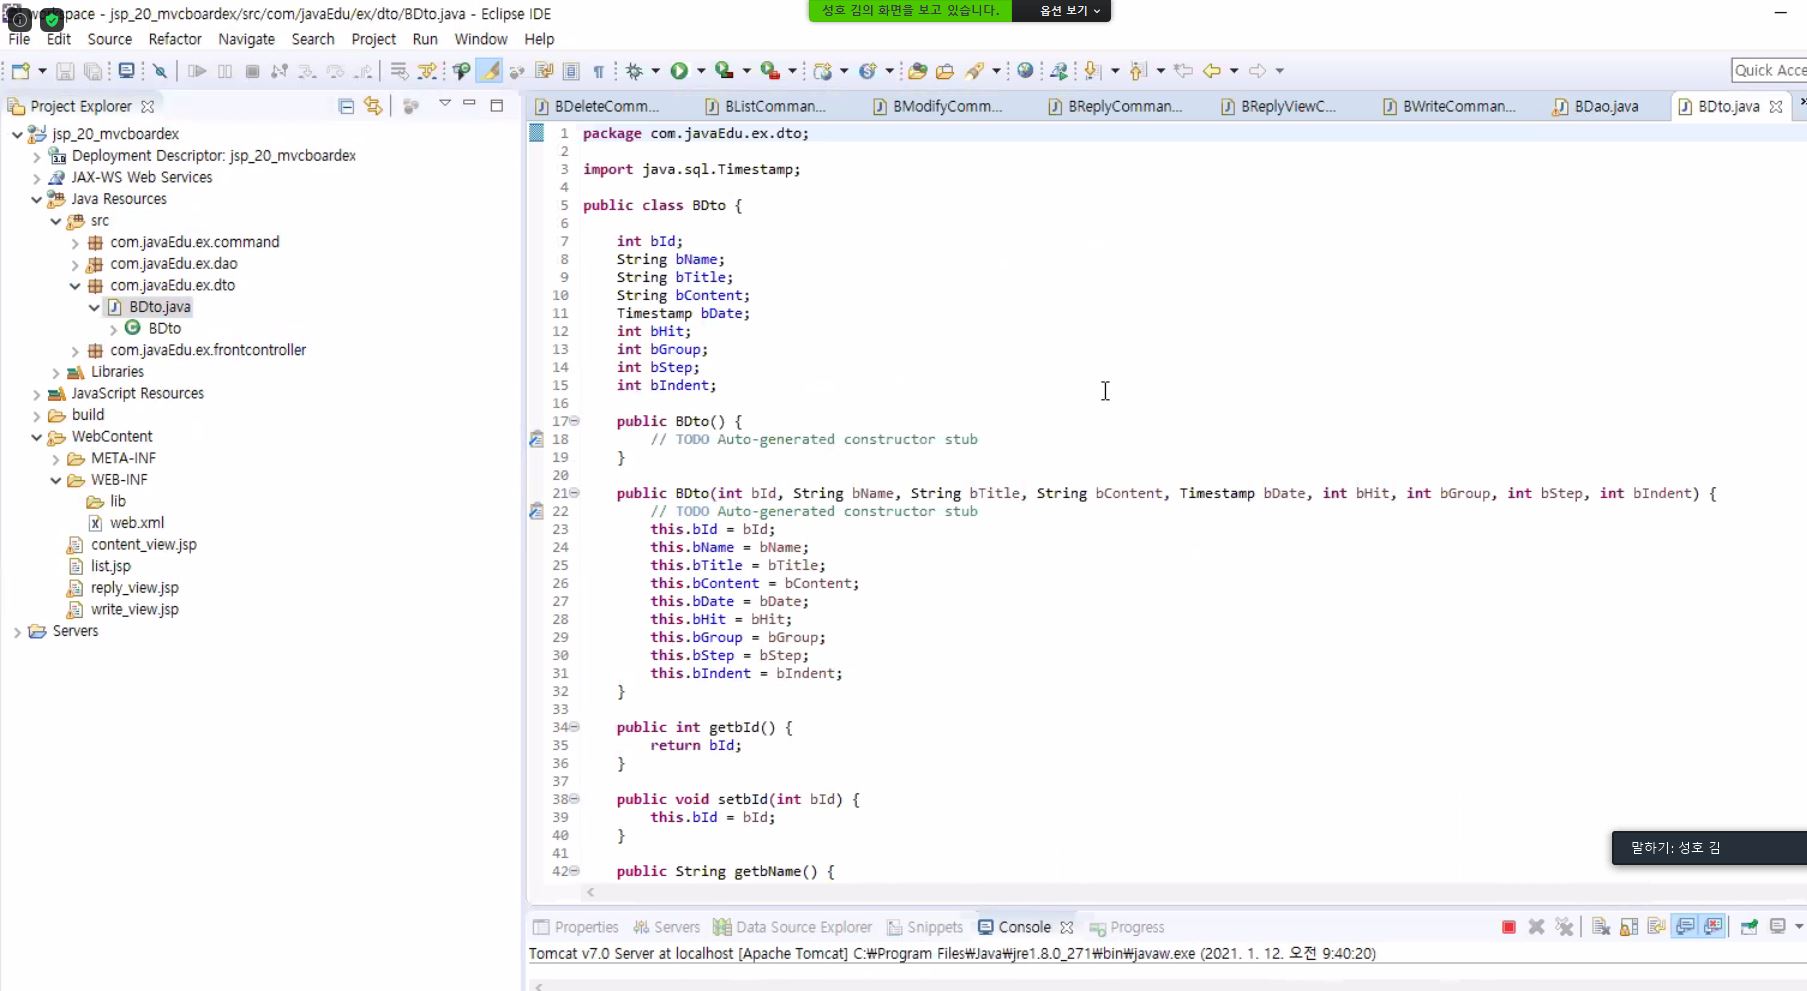 workspace - jsp_20_mvcboardex/src/com/javaEdu/ex/dto/BDto.java - Eclipse IDE
성호 김의 화면을 보고 있습니다. 옵션 보기
File Edit Source Refactor Navigate Search Project Run Window Help
Quick Acce
Project Explorer
BDeleteComm... BListComman... BModifyComm... BReplyComman... BReplyViewC... BWriteComman... BDao.java BDto.java
jsp_20_mvcboardex
Deployment Descriptor: jsp_20_mvcboardex
JAX-WS Web Services
Java Resources
src
com.javaEdu.ex.command
com.javaEdu.ex.dao
com.javaEdu.ex.dto
BDto.java
BDto
com.javaEdu.ex.frontcontroller
Libraries
JavaScript Resources
build
WebContent
META-INF
WEB-INF
lib
web.xml
content_view.jsp
list.jsp
reply_view.jsp
write_view.jsp
Servers
1 package com.javaEdu.ex.dto;
2
3 import java.sql.Timestamp;
4
5 public class BDto {
6
7 int bId;
8 String bName;
9 String bTitle;
10 String bContent;
11 Timestamp bDate;
12 int bHit;
13 int bGroup;
14 int bStep;
15 int bIndent;
16
17 public BDto() {
18 // TODO Auto-generated constructor stub
19 }
20
21 public BDto(int bId, String bName, String bTitle, String bContent, Timestamp bDate, int bHit, int bGroup, int bStep, int bIndent) {
22 // TODO Auto-generated constructor stub
23 this.bId = bId;
24 this.bName = bName;
25 this.bTitle = bTitle;
26 this.bContent = bContent;
27 this.bDate = bDate;
28 this.bHit = bHit;
29 this.bGroup = bGroup;
30 this.bStep = bStep;
31 this.bIndent = bIndent;
32 }
33
34 public int getbId() {
35 return bId;
36 }
37
38 public void setbId(int bId) {
39 this.bId = bId;
40 }
41
42 public String getbName() {
말하기: 성호 김
Properties Servers Data Source Explorer Snippets Console Progress
Tomcat v7.0 Server at localhost [Apache Tomcat] C:₩Program Files₩Java₩jre1.8.0_271₩bin₩javaw.exe (2021. 1. 12. 오전 9:40:20)